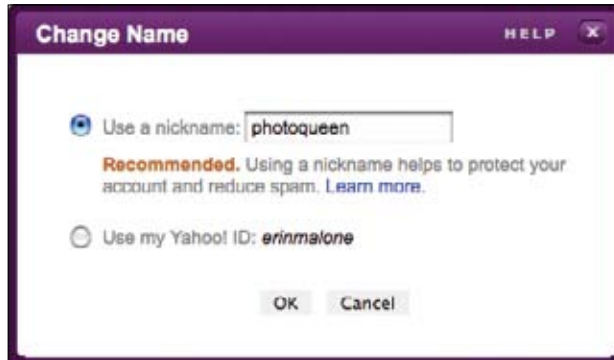 Change Name HELP X
Use a nickname: photoqueen
Recommended. Using a nickname helps to protect your
account and reduce spam. Learn more.
Use my Yahoo! ID: erinmalone
OK Cancel